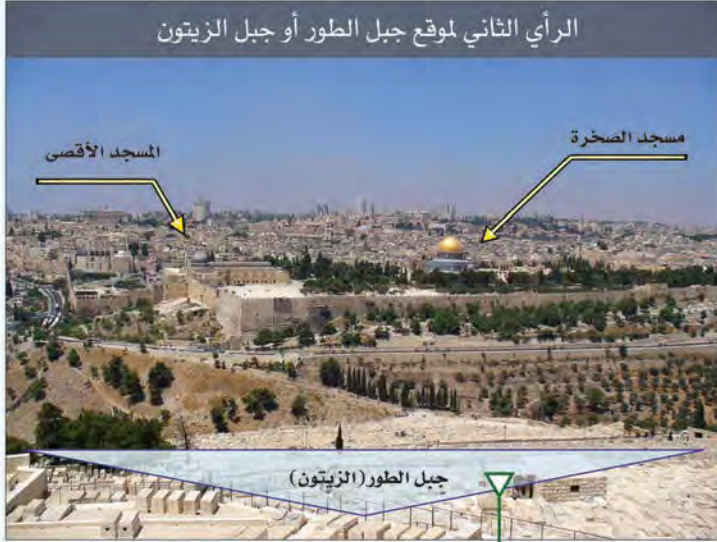 الرأي الثاني لموقع جبل الطور أو جبل الزيتون
مسجد الصخرة
المسجد الأقصى
جبل الطور (الزيتون)